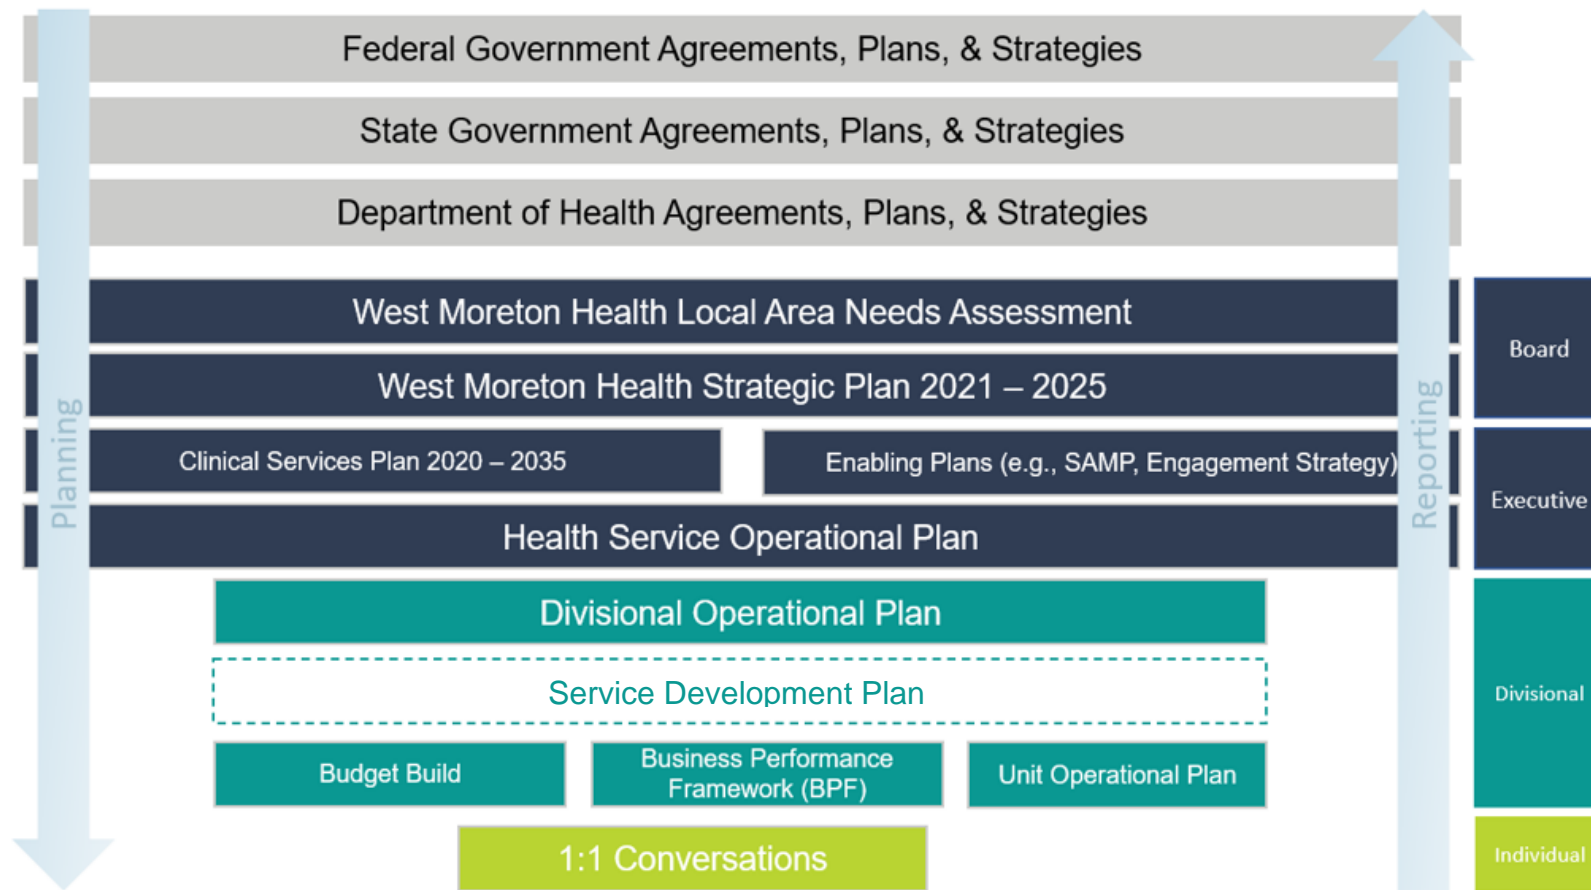 Federal Government Agreements, Plans, & Strategies
State Government Agreements, Plans, & Strategies
Department of Health Agreements, Plans, & Strategies
West Moreton Health Local Area Needs Assessment
Board
West Moreton Health Strategic Plan 2021 – 2025
Planning
Reporting
Clinical Services Plan 2020 – 2035
Enabling Plans (e.g., SAMP, Engagement Strategy)
Executive
Health Service Operational Plan
Divisional Operational Plan
Service Development Plan
Divisional
Budget Build
Business Performance
Framework (BPF)
Unit Operational Plan
1:1 Conversations
Individual